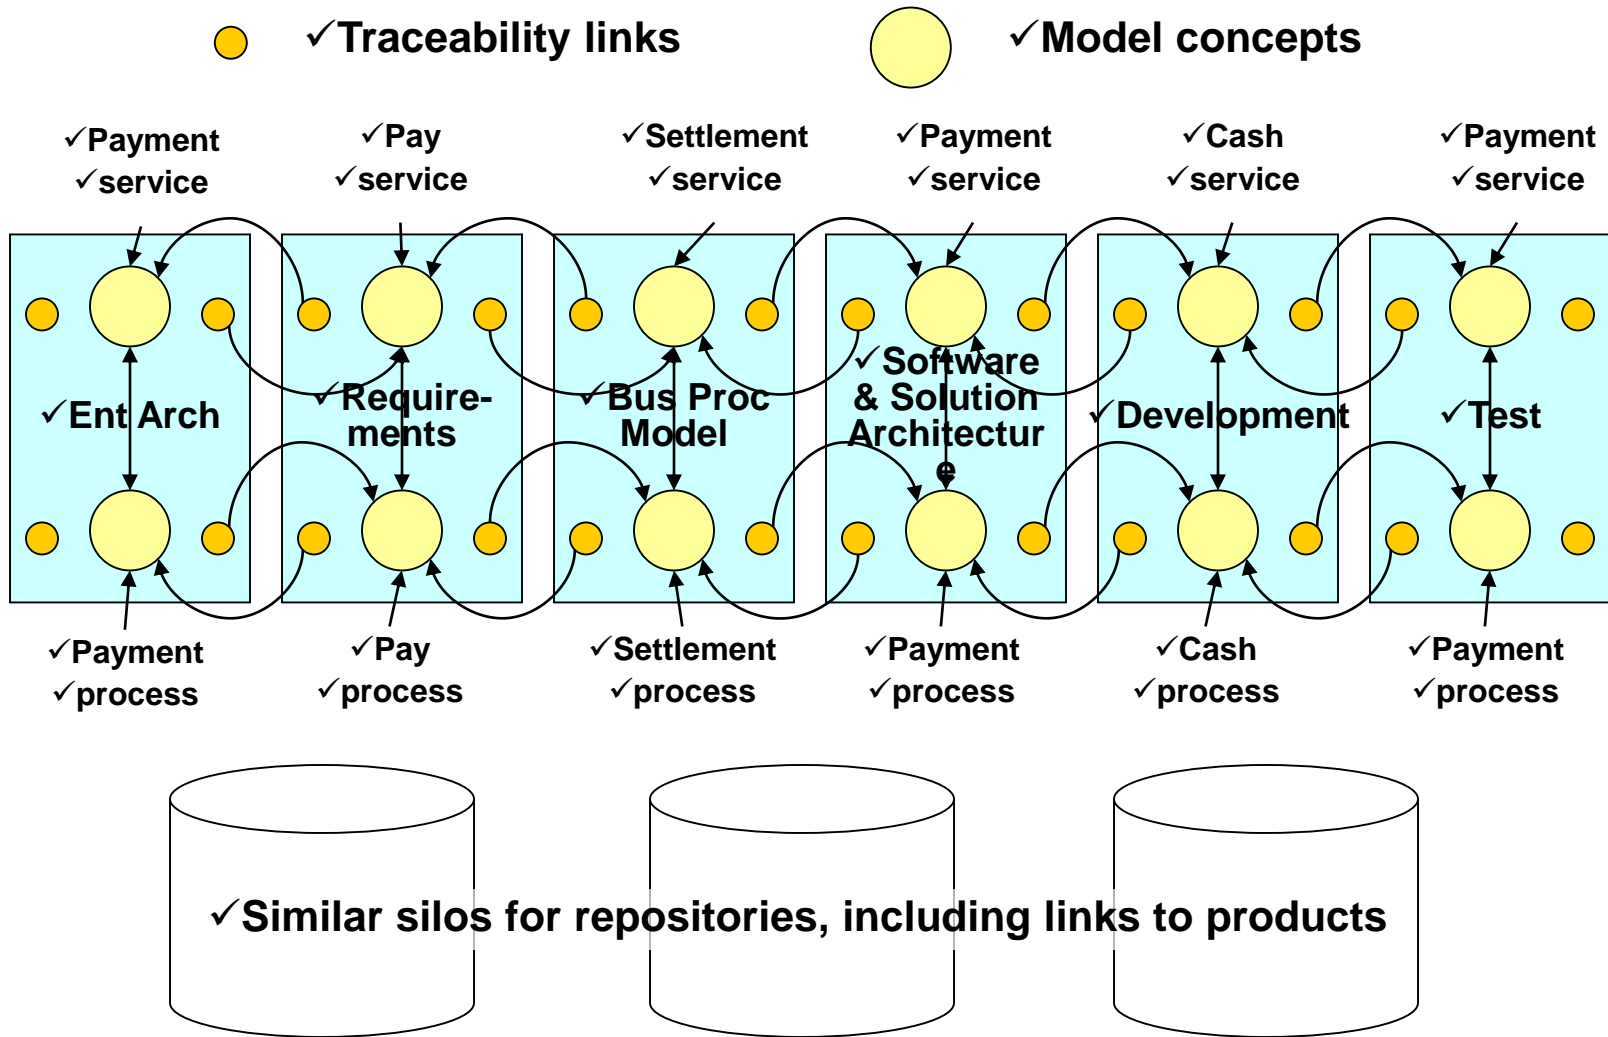 ✓Traceability links
✓Model concepts
✓Payment
✓service
✓Pay
✓service
✓Settlement
✓service
✓Payment
✓service
✓Cash
✓service
✓Payment
✓service
✓Ent Arch
✓Require-
ments
✓Bus Proc
Model
✓Software
& Solution
Architectur
e
✓Development
✓Test
✓Payment
✓process
✓Pay
✓process
✓Settlement
✓process
✓Payment
✓process
✓Cash
✓process
✓Payment
✓process
✓Similar silos for repositories, including links to products